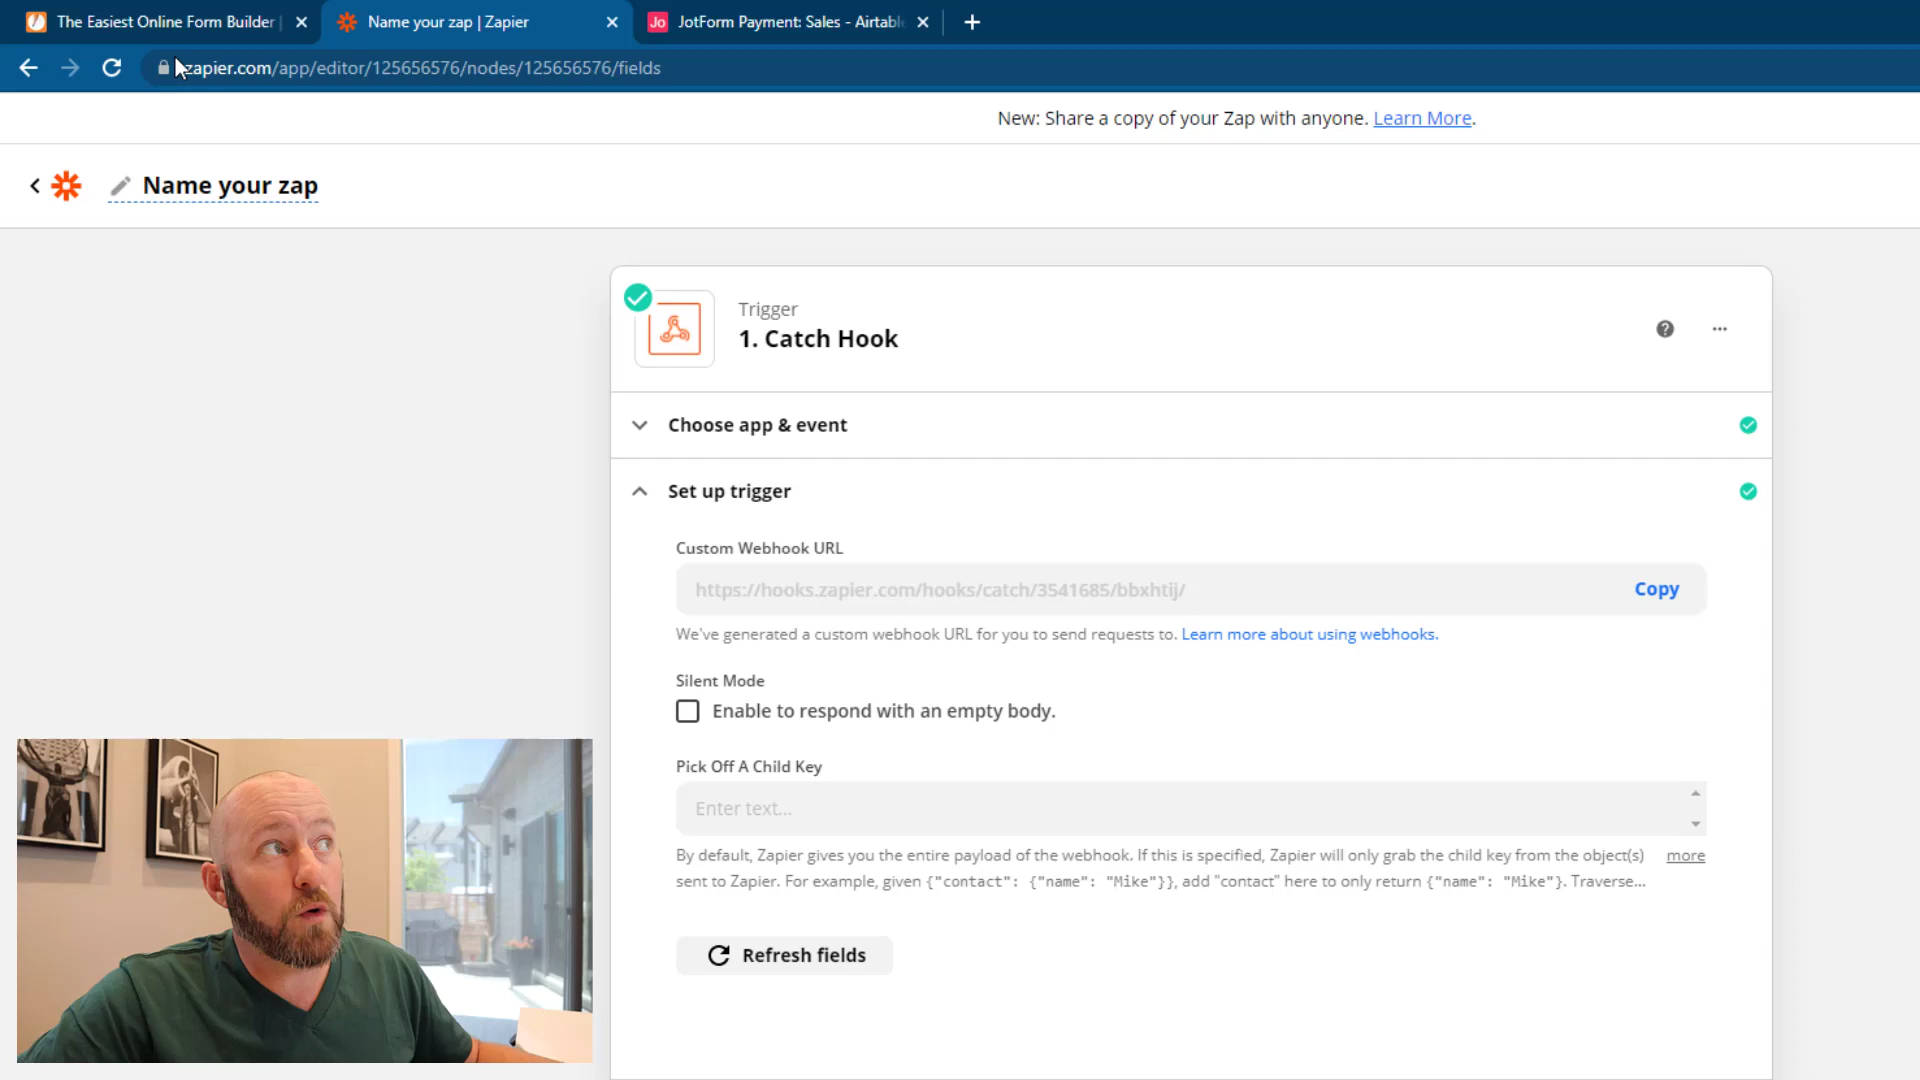 The Easiest Online Form Builder |
Name your zap | Zapier
Jo JotForm Payment: Sales - Airtabl
zapier.com/app/editor/125656576/nodes/125656576/fields
New: Share a copy of your Zap with anyone. Learn More.
Name your zap
Trigger
1. Catch Hook
Choose app & event
Set up trigger
Custom Webhook URL
https://hooks.zapier.com/hooks/catch/3541685/bbxhtij/
Copy
We've generated a custom webhook URL for you to send requests to. Learn more about using webhooks.
Silent Mode
Enable to respond with an empty body.
Pick Off A Child Key
Enter text...
By default, Zapier gives you the entire payload of the webhook. If this is specified, Zapier will only grab the child key from the object(s) more
sent to Zapier. For example, given {"contact": {"name": "Mike"}}, add "contact" here to only return {"name": "Mike"}. Traverse...
Refresh fields